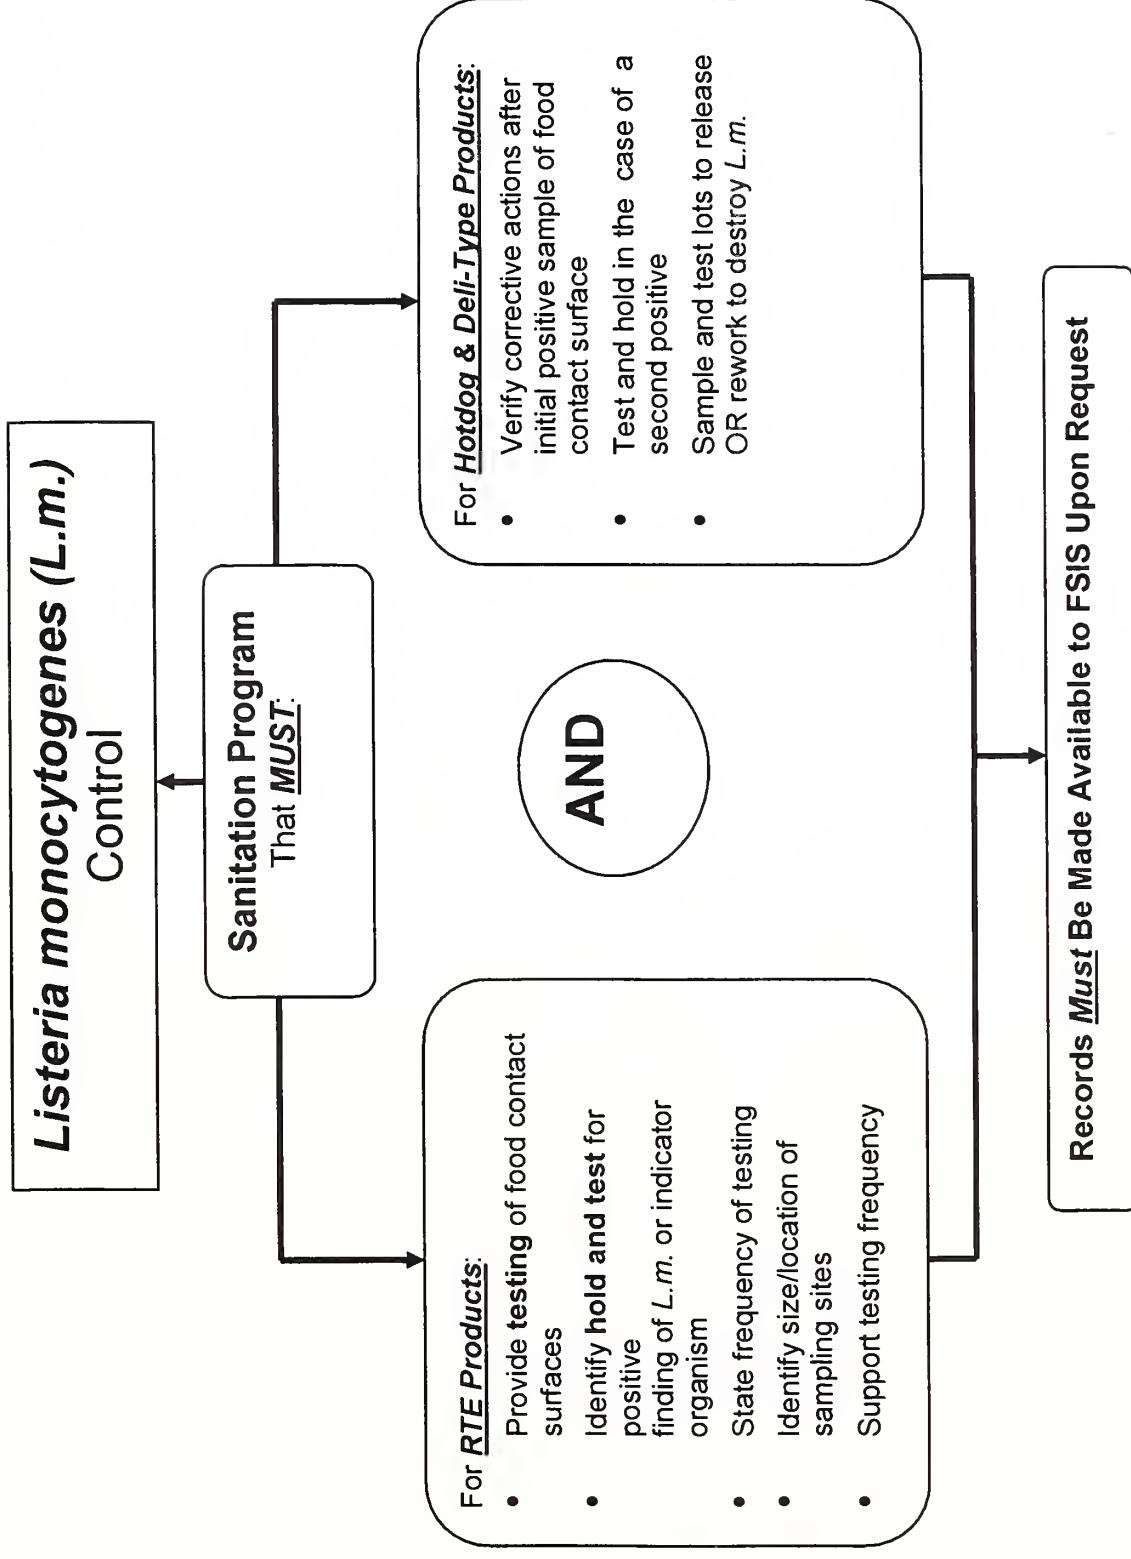 Listeria monocytogenes (L.m.)
Control
Sanitation Program
That MUST:
For RTE Products:
• Provide testing of food contact
surfaces
• Identify hold and test for
positive
finding of L.m. or indicator
organism
• State frequency of testing
• Identify size/location of
sampling sites
• Support testing frequency
AND
For Hotdog & Deli-Type Products:
• Verify corrective actions after
initial positive sample of food
contact surface
• Test and hold in the case of a
second positive
• Sample and test lots to release
OR rework to destroy L.m.
Records Must Be Made Available to FSIS Upon Request